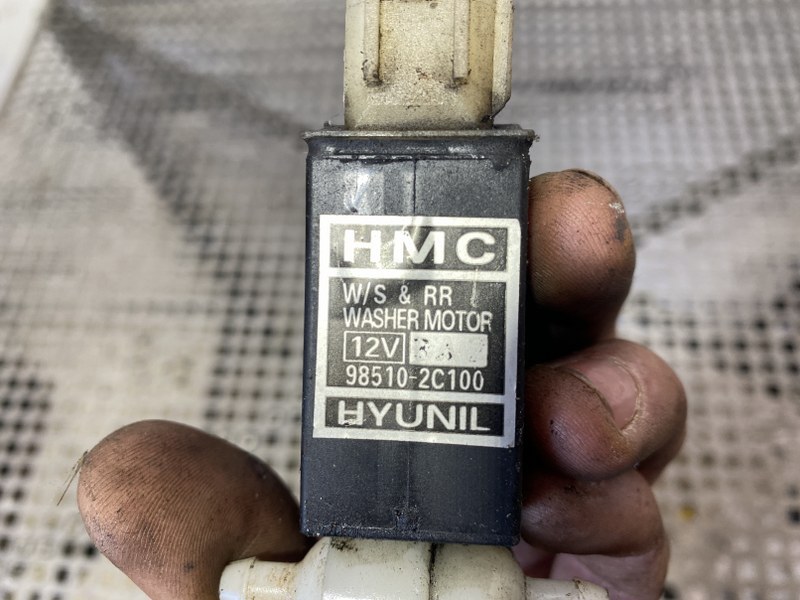 HMC
W/S & RR
WASHER MOTOR
12V
98510-2C100
HYUNIL